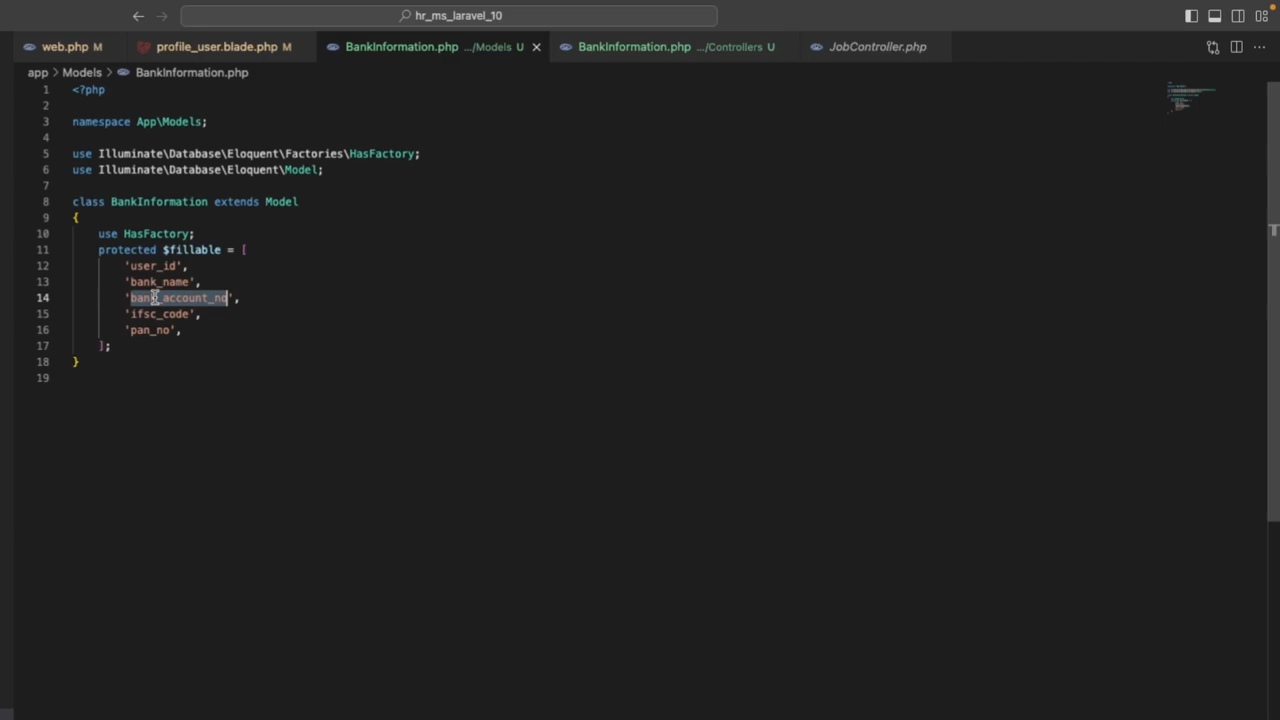 hr_ms_laravel_10
web.php M profile_user.blade.php M BankInformation.php .../Models U BankInformation.php .../Controllers U JobController.php
app > Models > BankInformation.php
1 <?php
2
3 namespace App\Models;
4
5 use Illuminate\Database\Eloquent\Factories\HasFactory;
6 use Illuminate\Database\Eloquent\Model;
7
8 class BankInformation extends Model
9 {
10 use HasFactory;
11 protected $fillable = [
12 'user_id',
13 'bank_name',
14 'bank_account_no',
15 'ifsc_code',
16 'pan_no',
17 ];
18 }
19